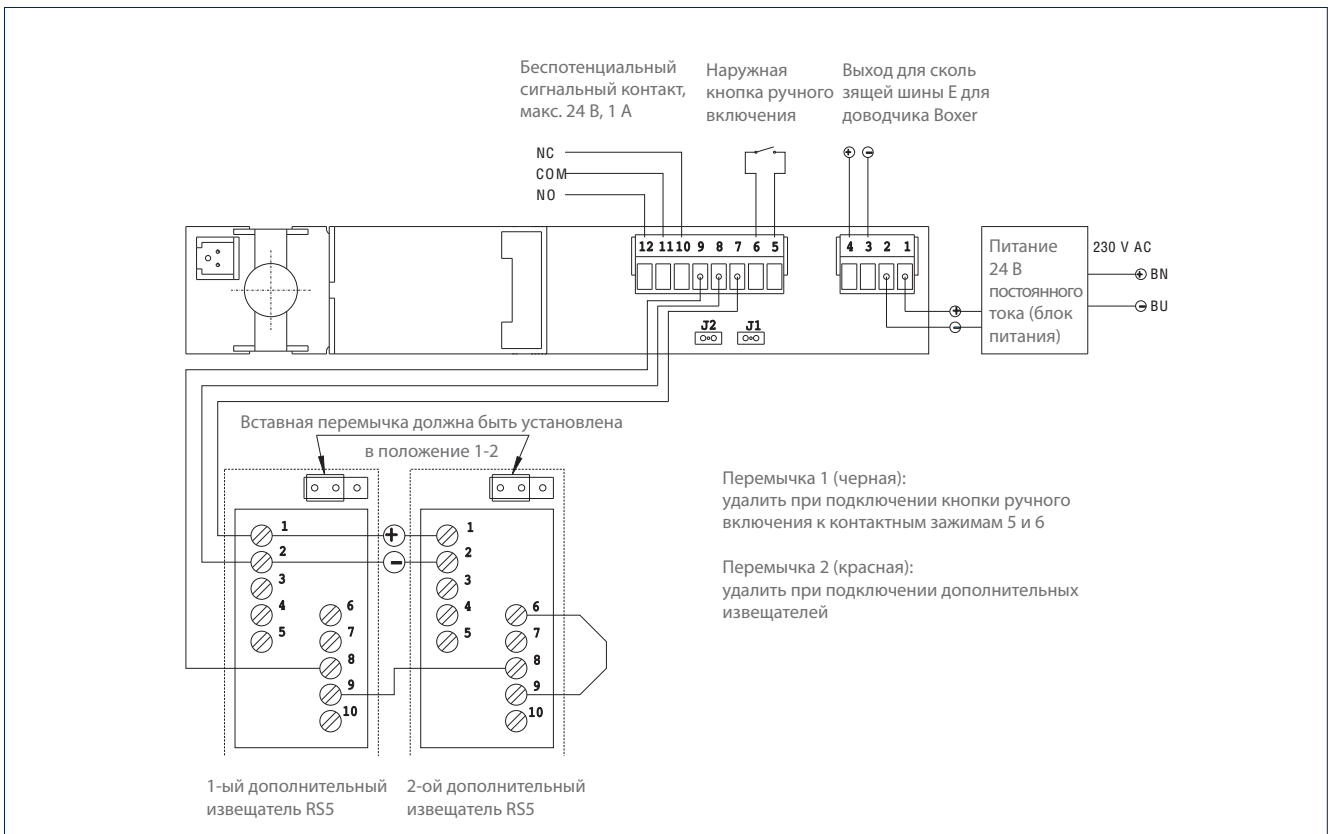 Беспотенциальный
сигнальный контакт,
макс. 24 В, 1 А
Наружная
кнопка ручного
включения
Выход для сколь
зящей шины Е для
доводчика Boxer
NC
COM
NO
+ −
12 11 10 9 8 7 6 5
4 3 2 1
J2 J1
Питание
24 В
постоянного
тока (блок
питания)
230 V AC
+ BN
− BU
+
−
Вставная перемычка должна быть установлена
в положение 1-2
1
2
3
4
5
6
7
8
9
10
+
−
1
2
3
4
5
6
7
8
9
10
Перемычка 1 (черная):
удалить при подключении кнопки ручного
включения к контактным зажимам 5 и 6
Перемычка 2 (красная):
удалить при подключении дополнительных
извещателей
1-ый дополнительный
извещатель RS5
2-ой дополнительный
извещатель RS5